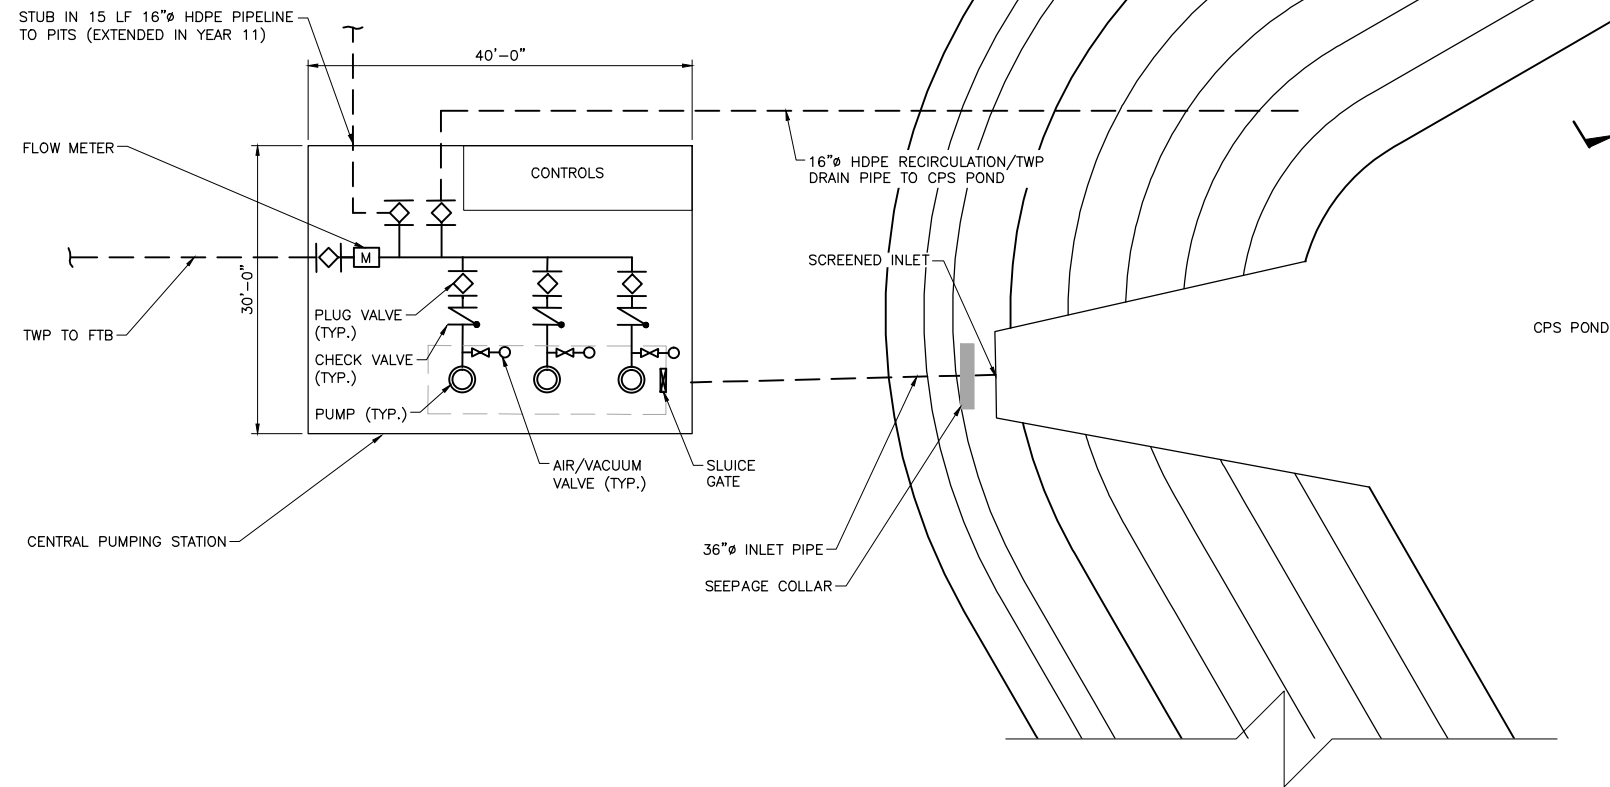 STUB IN 15 LF 16"ø HDPE PIPELINE
TO PITS (EXTENDED IN YEAR 11)
40'-0"
FLOW METER
CONTROLS
16"ø HDPE RECIRCULATION/TWP
DRAIN PIPE TO CPS POND
M
SCREENED INLET
30'-0"
PLUG VALVE
(TYP.)
TWP TO FTB
CPS POND
CHECK VALVE
(TYP.)
PUMP (TYP.)
AIR/VACUUM
VALVE (TYP.)
SLUICE
GATE
CENTRAL PUMPING STATION
36"ø INLET PIPE
SEEPAGE COLLAR